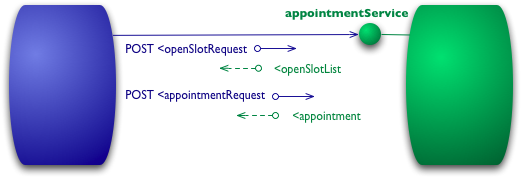 appointmentService
POST <openSlotRequest
<openSlotList
POST <appointmentRequest
<appointment